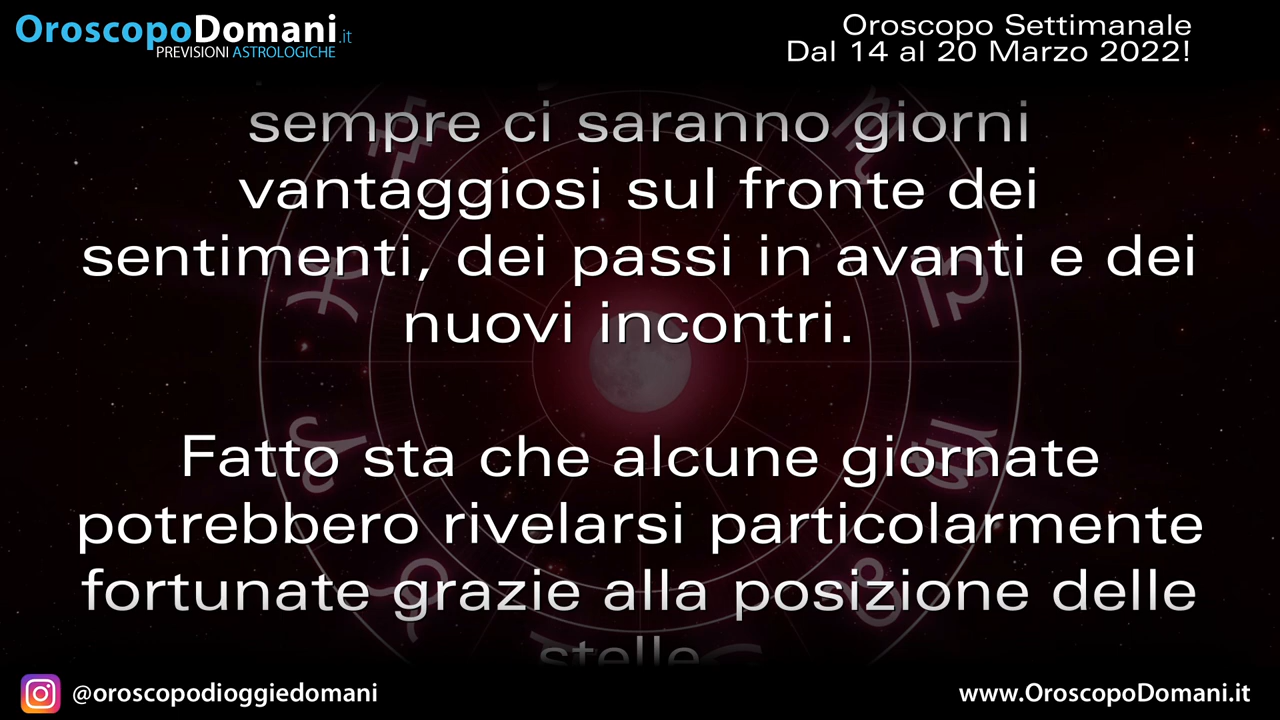 OroscopoDomani.it
PREVISIONI ASTROLOGICHE
Oroscopo Settimanale
Dal 14 al 20 Marzo 2022!
sempre ci saranno giorni
vantaggiosi sul fronte dei
sentimenti, dei passi in avanti e dei
nuovi incontri.
Fatto sta che alcune giornate
potrebbero rivelarsi particolarmente
fortunate grazie alla posizione delle
stelle
@oroscopodioggiedomani
www.OroscopoDomani.it